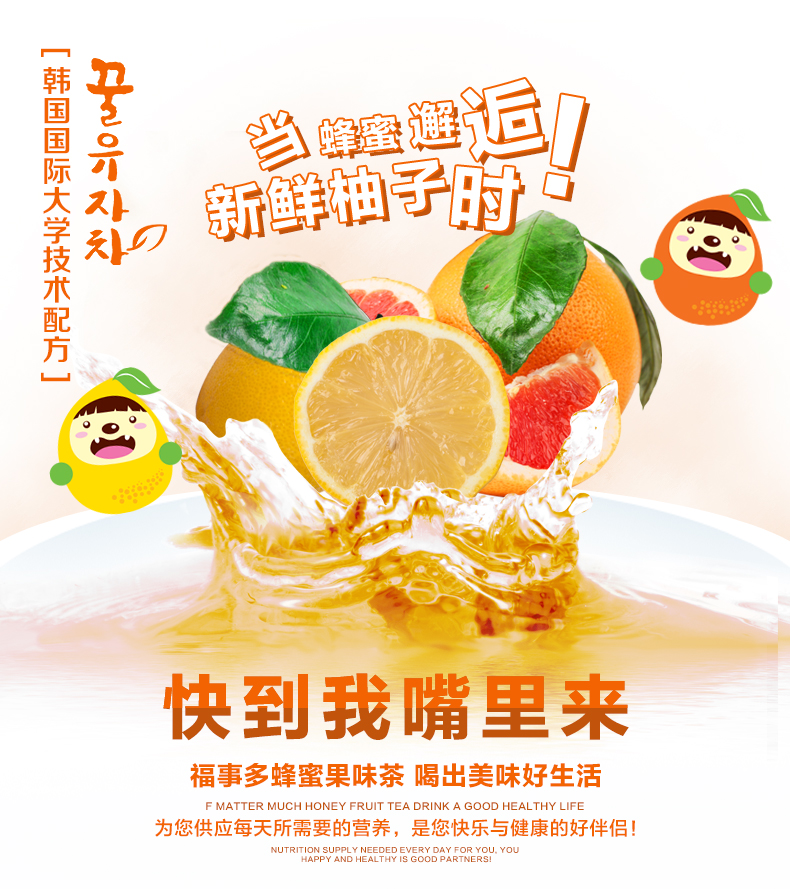 [韩国国际大学技术配方]
꿀유자차
当蜂蜜邂逅!
新鲜柚子时
快到我嘴里来
福事多蜂蜜果味茶 喝出美味好生活
F MATTER MUCH HONEY FRUIT TEA DRINK A GOOD HEALTHY LIFE
为您供应每天所需要的营养，是您快乐与健康的好伴侣!
NUTRITION SUPPLY NEEDED EVERY DAY FOR YOU, YOU
HAPPY AND HEALTHY IS GOOD PARTNERS!